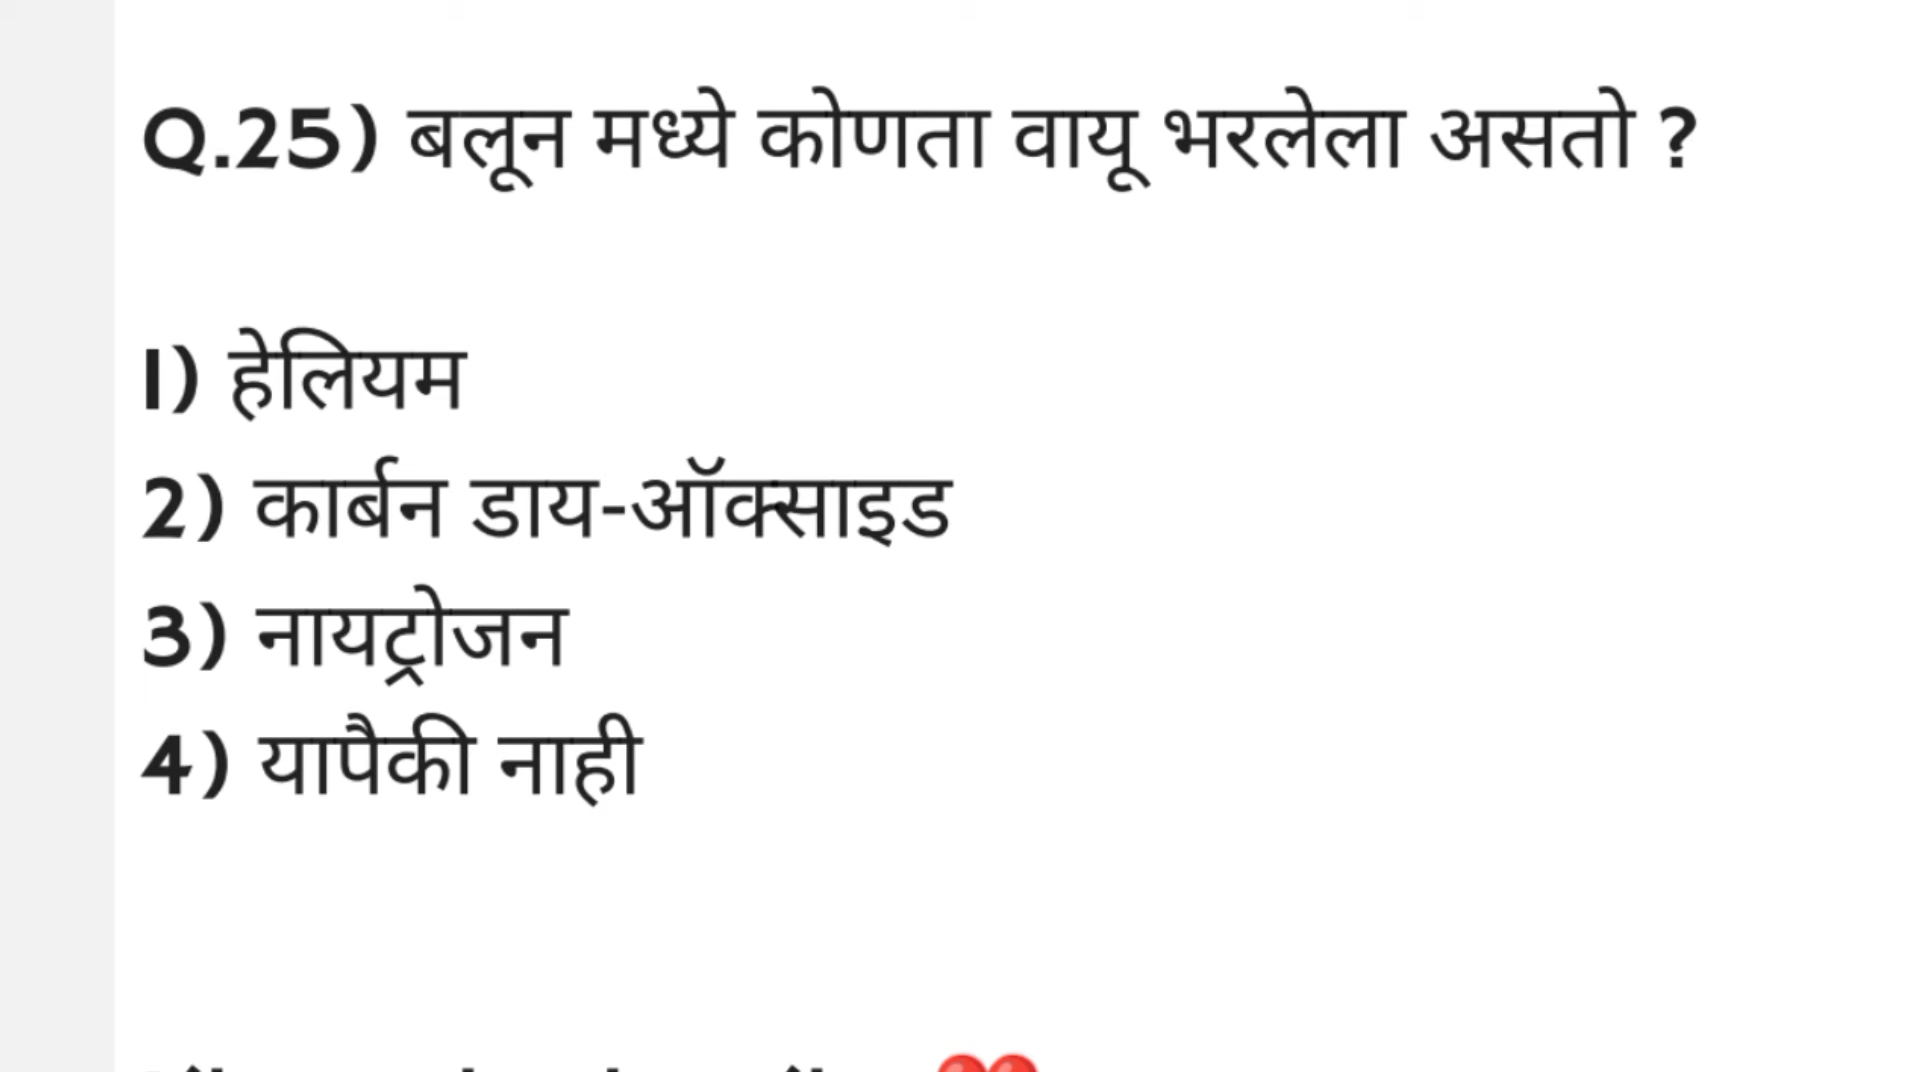 Q.25) बलून मध्ये कोणता वायू भरलेला असतो ?
1) हेलियम
2) कार्बन डाय-ऑक्साइड
3) नायट्रोजन
4) यापैकी नाही